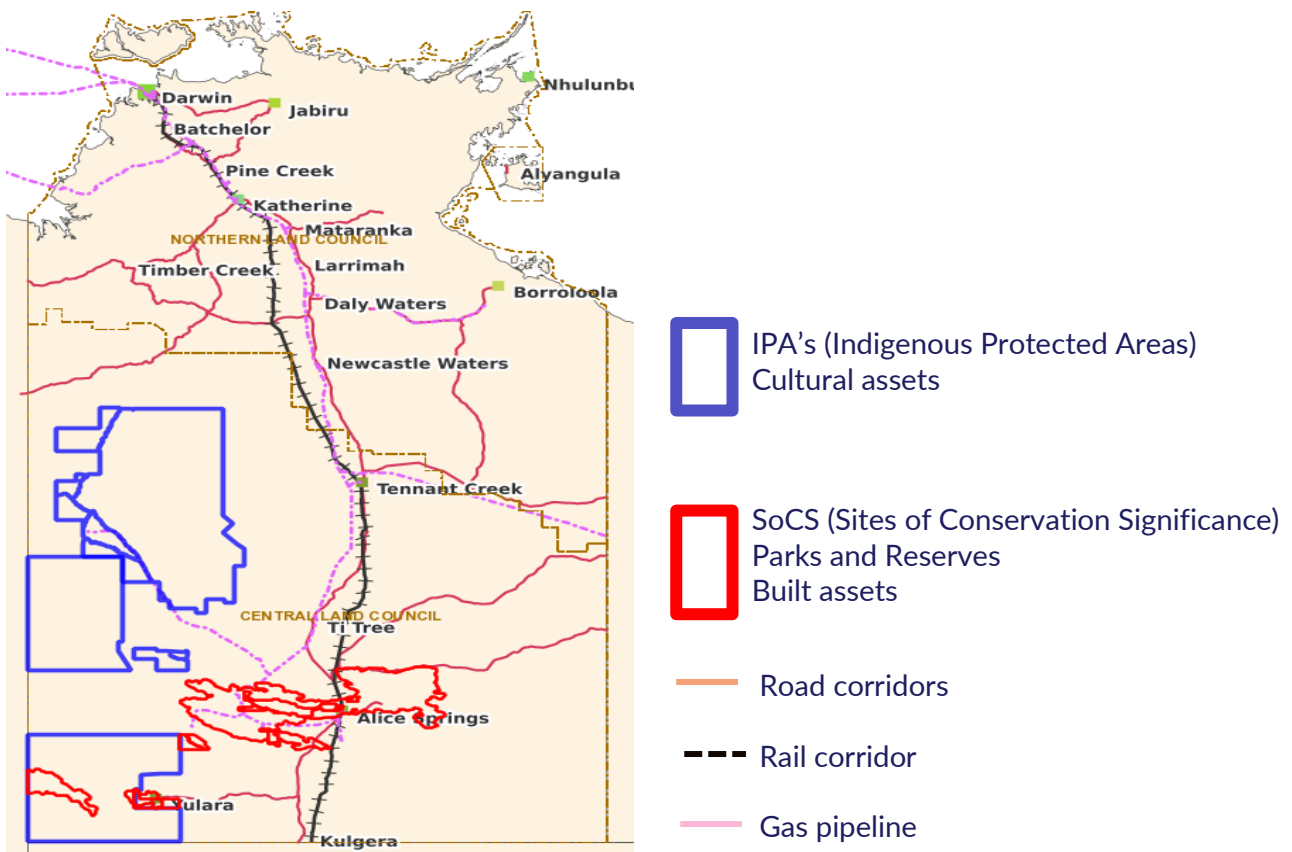 Darwin
Nhulunbu
Jabiru
Batchelor
Pine Creek
Alyangula
Katherine
Mataranka
NORTHERN LAND COUNCIL
Timber Creek
Larrimah
Borroloola
Daly Waters
Newcastle Waters
Tennant Creek
CENTRAL LAND COUNCIL
Ti Tree
Alice Springs
Yulara
Kulgera
IPA's (Indigenous Protected Areas)
Cultural assets
SoCS (Sites of Conservation Significance)
Parks and Reserves
Built assets
Road corridors
Rail corridor
Gas pipeline